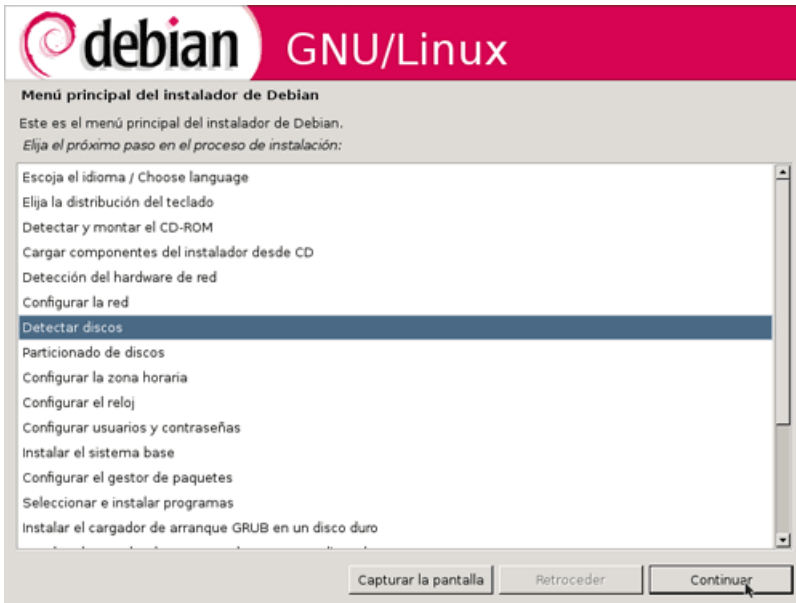 debian GNU/Linux
Menú principal del instalador de Debian
Este es el menú principal del instalador de Debian.
Elija el próximo paso en el proceso de instalación:
Escoja el idioma / Choose language
Elija la distribución del teclado
Detectar y montar el CD-ROM
Cargar componentes del instalador desde CD
Detección del hardware de red
Configurar la red
Detectar discos
Particionado de discos
Configurar la zona horaria
Configurar el reloj
Configurar usuarios y contraseñas
Instalar el sistema base
Configurar el gestor de paquetes
Seleccionar e instalar programas
Instalar el cargador de arranque GRUB en un disco duro
Capturar la pantalla Retroceder Continuar